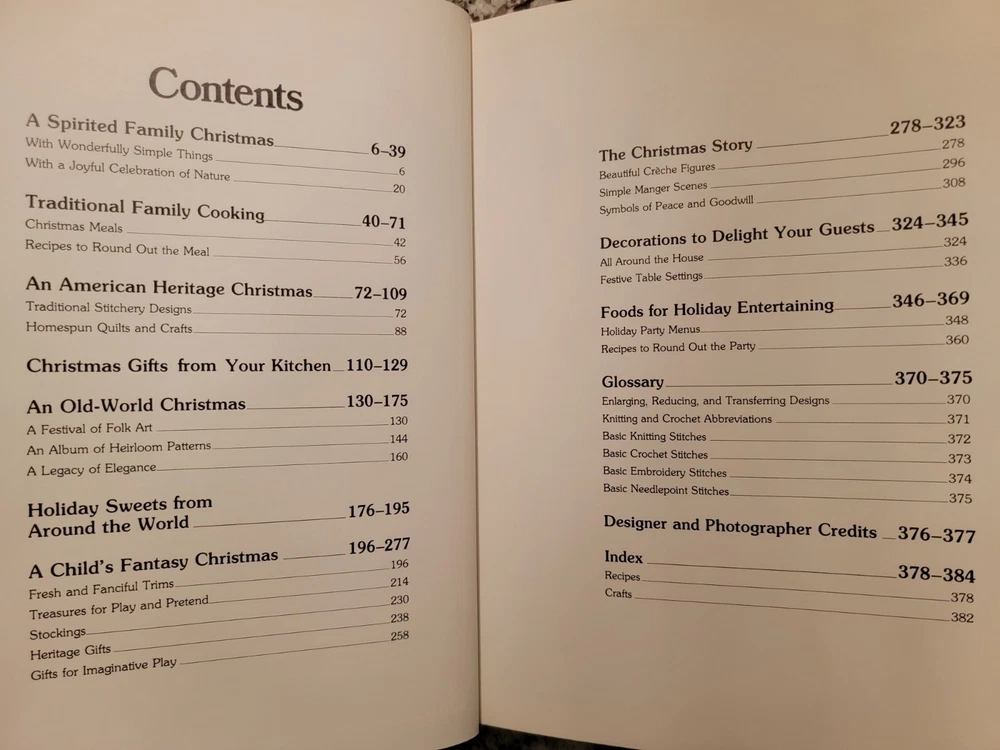 Contents
A Spirited Family Christmas 6–39
With Wonderfully Simple Things 6
With a Joyful Celebration of Nature 20
Traditional Family Cooking 40–71
Christmas Meals 42
Recipes to Round Out the Meal 56
An American Heritage Christmas 72–109
Traditional Stitchery Designs 72
Homespun Quilts and Crafts 88
Christmas Gifts from Your Kitchen 110–129
An Old-World Christmas 130–175
A Festival of Folk Art 130
An Album of Heirloom Patterns 144
A Legacy of Elegance 160
Holiday Sweets from
Around the World 176–195
A Child's Fantasy Christmas 196–277
Fresh and Fanciful Trims 196
Treasures for Play and Pretend 214
Stockings 230
Heritage Gifts 238
Gifts for Imaginative Play 258
The Christmas Story 278–323
Beautiful Crèche Figures 278
Simple Manger Scenes 296
Symbols of Peace and Goodwill 308
Decorations to Delight Your Guests 324–345
All Around the House 324
Festive Table Settings 336
Foods for Holiday Entertaining 346–369
Holiday Party Menus 348
Recipes to Round Out the Party 360
Glossary 370–375
Enlarging, Reducing, and Transferring Designs 370
Knitting and Crochet Abbreviations 371
Basic Knitting Stitches 372
Basic Crochet Stitches 373
Basic Embroidery Stitches 374
Basic Needlepoint Stitches 375
Designer and Photographer Credits 376–377
Index 378–384
Recipes 378
Crafts 382